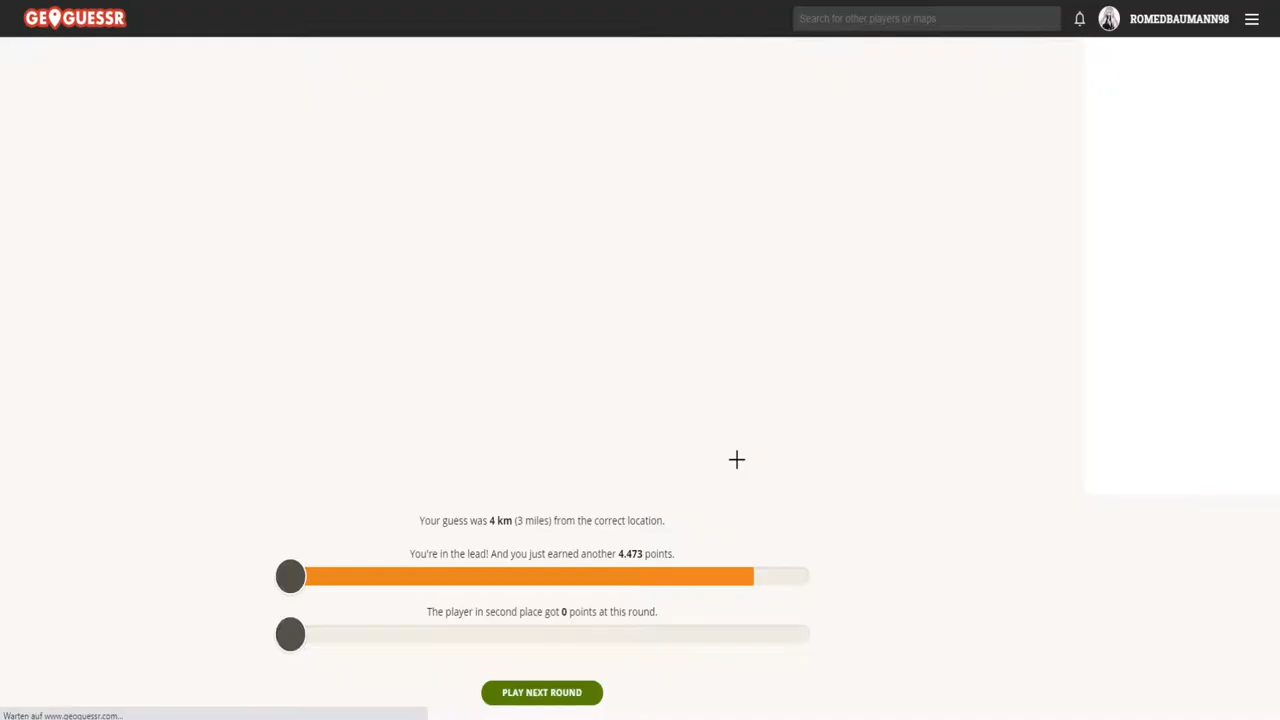 GEOGUESSR
Search for other players or maps
ROMEDBAUMANN98
Your guess was 4 km (3 miles) from the correct location.
You're in the lead! And you just earned another 4.473 points.
The player in second place got 0 points at this round.
PLAY NEXT ROUND
Warten auf www.geoguessr.com...